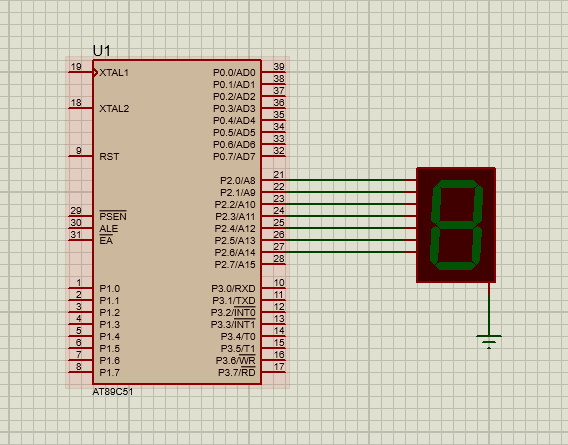 U1
19 XTAL1 P0.0/AD0 39
P0.1/AD1 38
P0.2/AD2 37
18 XTAL2 P0.3/AD3 36
P0.4/AD4 35
P0.5/AD5 34
P0.6/AD6 33
9 RST P0.7/AD7 32
P2.0/A8 21
P2.1/A9 22
P2.2/A10 23
29 PSEN P2.3/A11 24
30 ALE P2.4/A12 25
31 EA P2.5/A13 26
P2.6/A14 27
P2.7/A15 28
1 P1.0 P3.0/RXD 10
2 P1.1 P3.1/TXD 11
3 P1.2 P3.2/INT0 12
4 P1.3 P3.3/INT1 13
5 P1.4 P3.4/T0 14
6 P1.5 P3.5/T1 15
7 P1.6 P3.6/WR 16
8 P1.7 P3.7/RD 17
AT89C51